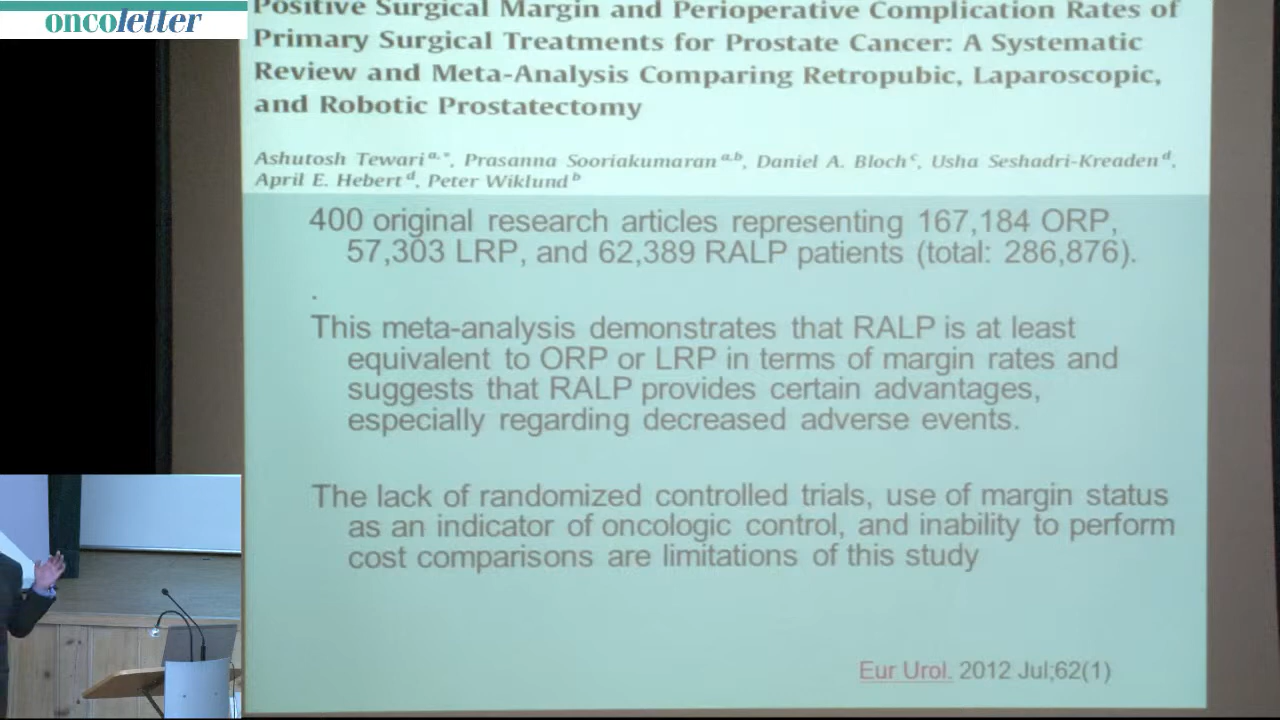 oncoletter
Positive Surgical Margin and Perioperative Complication Rates of
Primary Surgical Treatments for Prostate Cancer: A Systematic
Review and Meta-Analysis Comparing Retropubic, Laparoscopic,
and Robotic Prostatectomy
Ashutosh Tewari a,*, Prasanna Sooriakumaran a,b, Daniel A. Bloch c, Usha Seshadri-Kreaden d,
April E. Hebert d, Peter Wiklund b
400 original research articles representing 167,184 ORP,
57,303 LRP, and 62,389 RALP patients (total: 286,876).
.
This meta-analysis demonstrates that RALP is at least
equivalent to ORP or LRP in terms of margin rates and
suggests that RALP provides certain advantages,
especially regarding decreased adverse events.
The lack of randomized controlled trials, use of margin status
as an indicator of oncologic control, and inability to perform
cost comparisons are limitations of this study
Eur Urol. 2012 Jul;62(1)